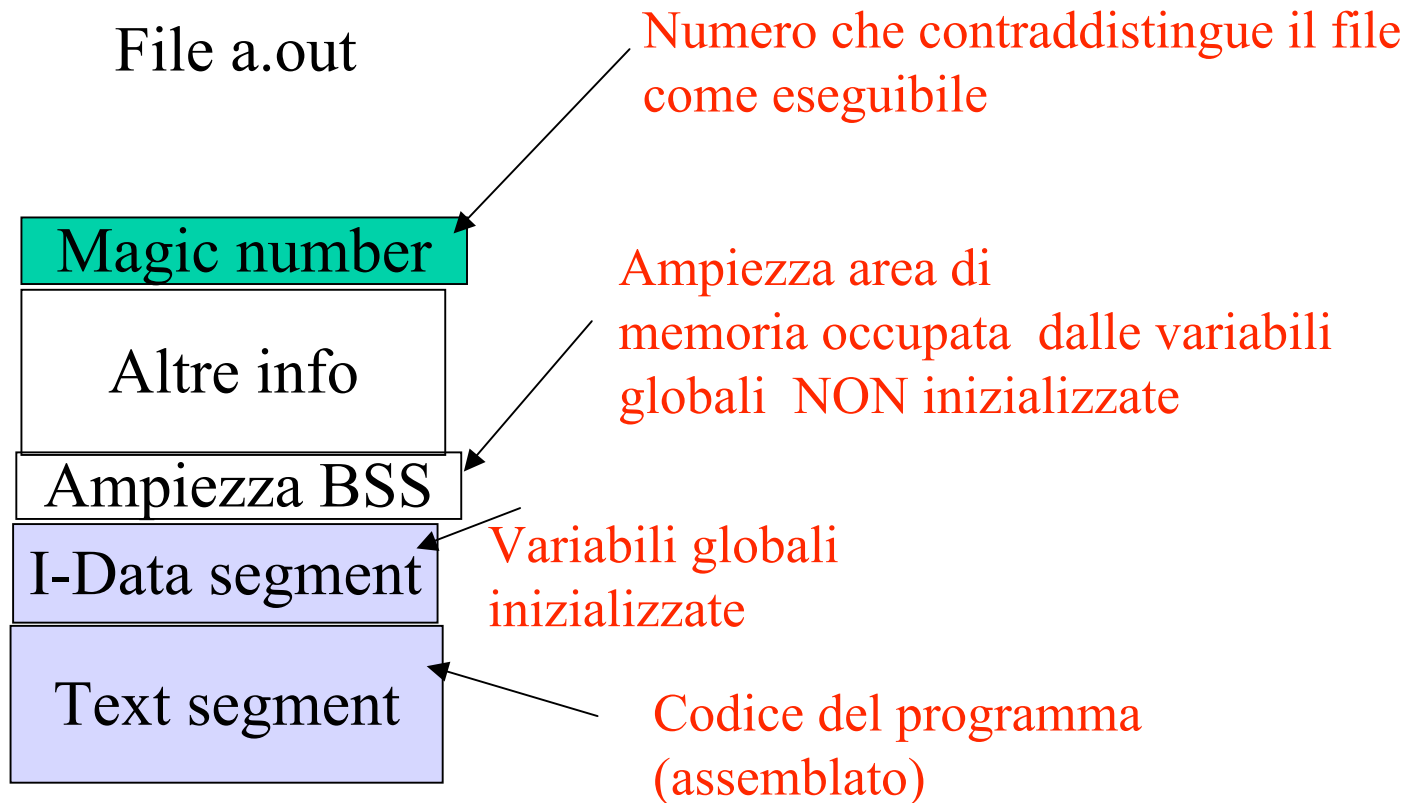 File a.out
Numero che contraddistingue il file
come eseguibile
Magic number
Ampiezza area di
memoria occupata dalle variabili
globali NON inizializzate
Altre info
Ampiezza BSS
I-Data segment
Variabili globali
inizializzate
Text segment
Codice del programma
(assemblato)